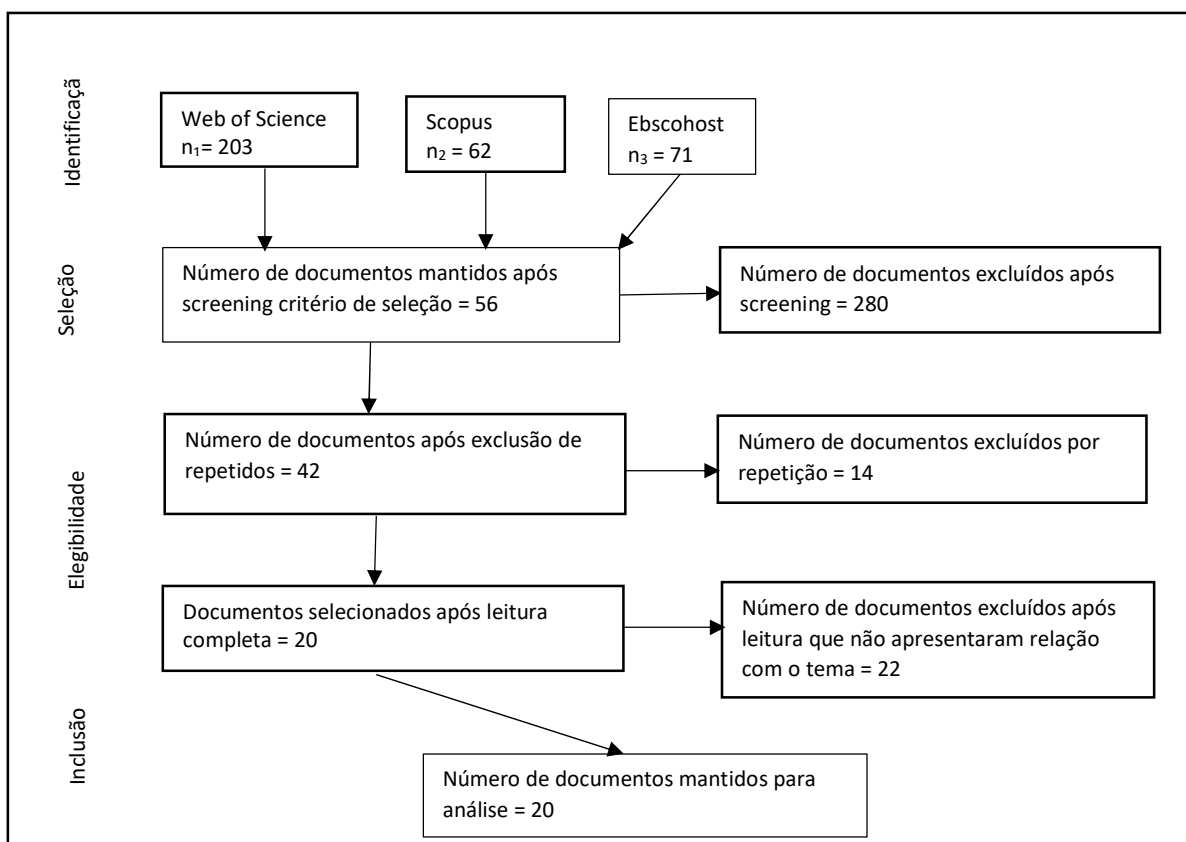 Identificaçã
Web of Science
n₁= 203
Scopus
n₂ = 62
Ebscohost
n₃ = 71
Seleção
Número de documentos mantidos após
screening critério de seleção = 56
Número de documentos excluídos após
screening = 280
Elegibilidade
Número de documentos após exclusão de
repetidos = 42
Número de documentos excluídos por
repetição = 14
Documentos selecionados após leitura
completa = 20
Número de documentos excluídos após
leitura que não apresentaram relação
com o tema = 22
Inclusão
Número de documentos mantidos para
análise = 20